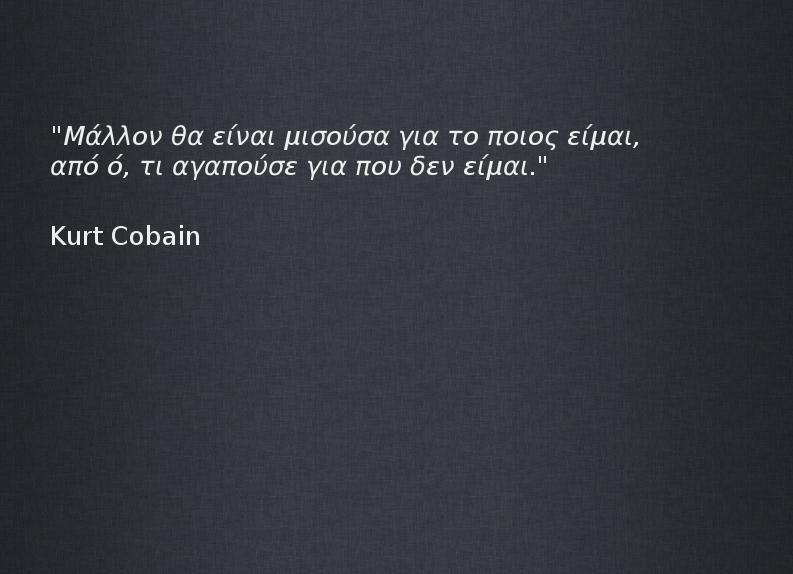 "Μάλλον θα είναι μισούσα για το ποιος είμαι,
από ό, τι αγαπούσε για που δεν είμαι."
Kurt Cobain